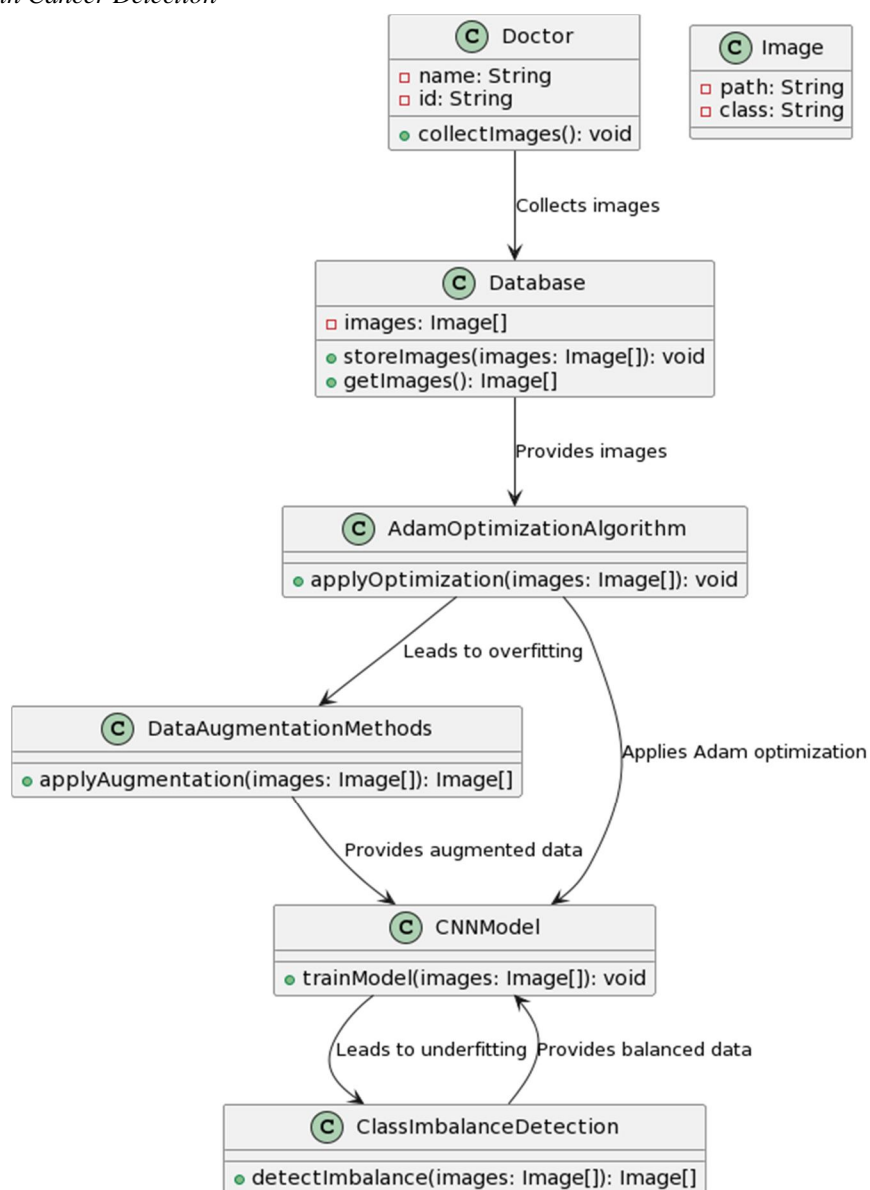 in Cancer Detection
C Doctor
name: String
id: String
collectImages(): void
C Image
path: String
class: String
Collects images
C Database
images: Image[]
storeImages(images: Image[]): void
getImages(): Image[]
Provides images
C AdamOptimizationAlgorithm
applyOptimization(images: Image[]): void
Leads to overfitting
C DataAugmentationMethods
applyAugmentation(images: Image[]): Image[]
Applies Adam optimization
Provides augmented data
C CNNModel
trainModel(images: Image[]): void
Leads to underfitting
Provides balanced data
C ClassImbalanceDetection
detectImbalance(images: Image[]): Image[]